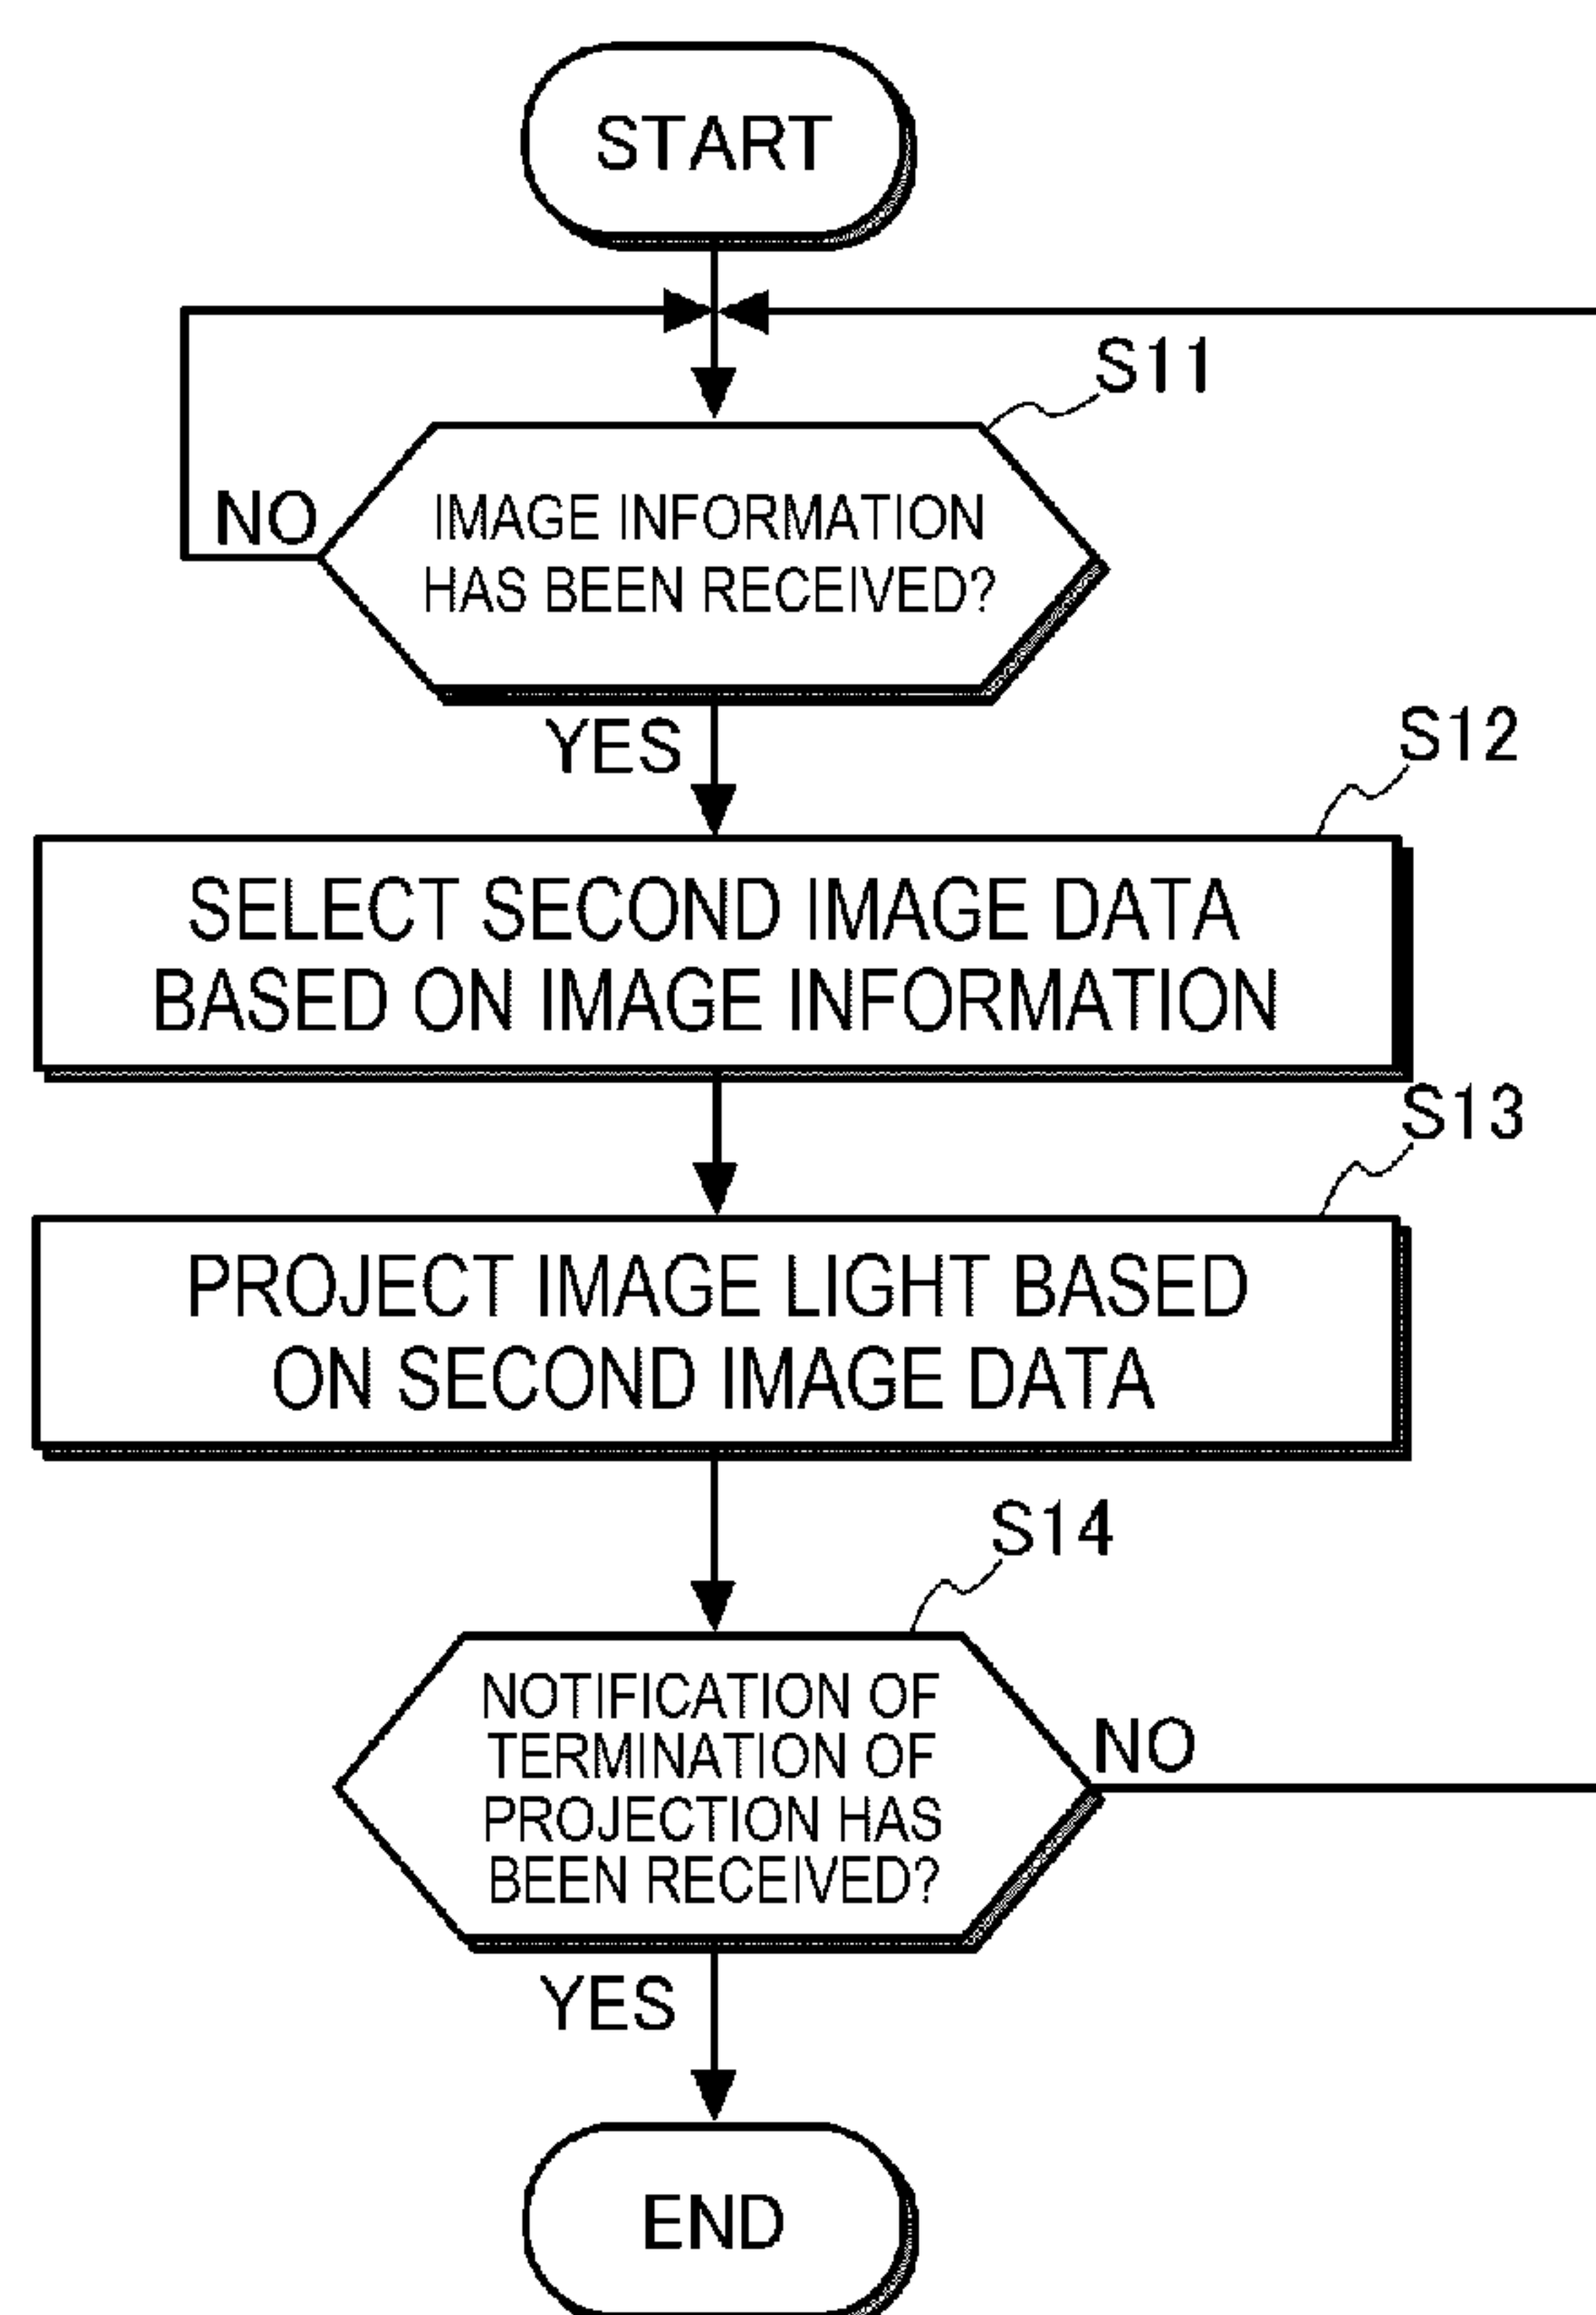 START
S11
NO
IMAGE INFORMATION
HAS BEEN RECEIVED?
YES
S12
SELECT SECOND IMAGE DATA
BASED ON IMAGE INFORMATION
S13
PROJECT IMAGE LIGHT BASED
ON SECOND IMAGE DATA
S14
NOTIFICATION OF
TERMINATION OF
PROJECTION HAS
BEEN RECEIVED?
NO
YES
END